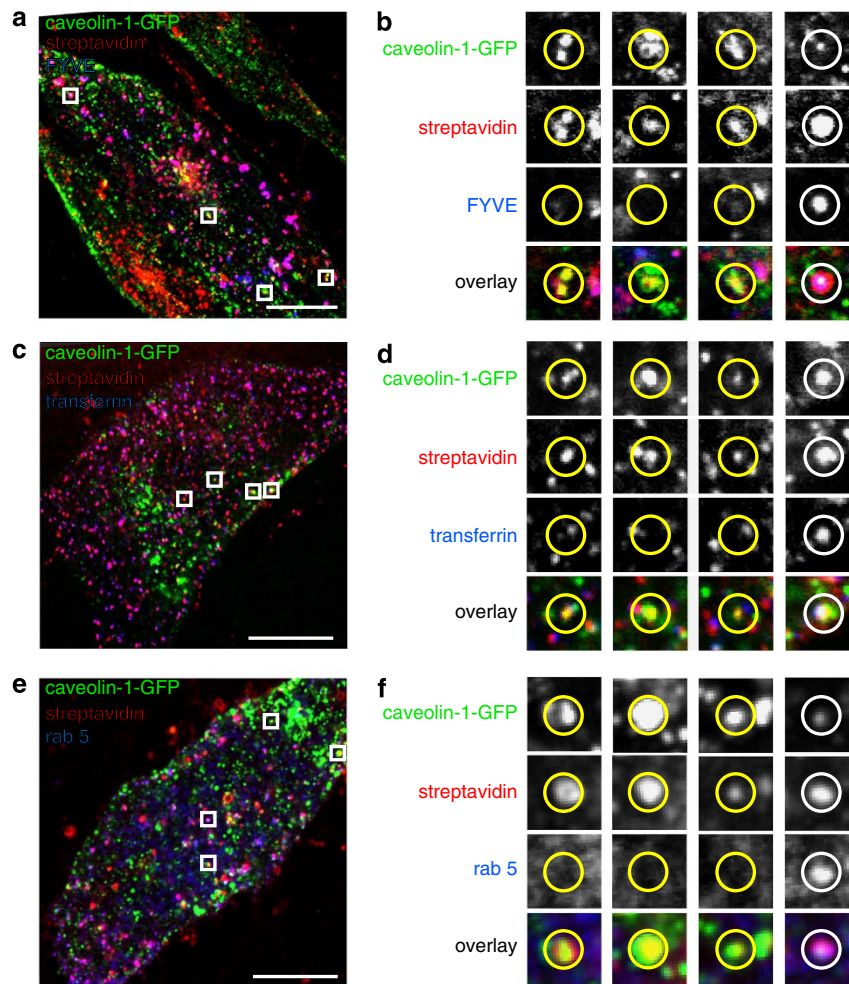 a
caveolin-1-GFP
streptavidin
FYVE
b
caveolin-1-GFP
streptavidin
FYVE
overlay
c
caveolin-1-GFP
streptavidin
transferrin
d
caveolin-1-GFP
streptavidin
transferrin
overlay
e
caveolin-1-GFP
streptavidin
rab 5
f
caveolin-1-GFP
streptavidin
rab 5
overlay